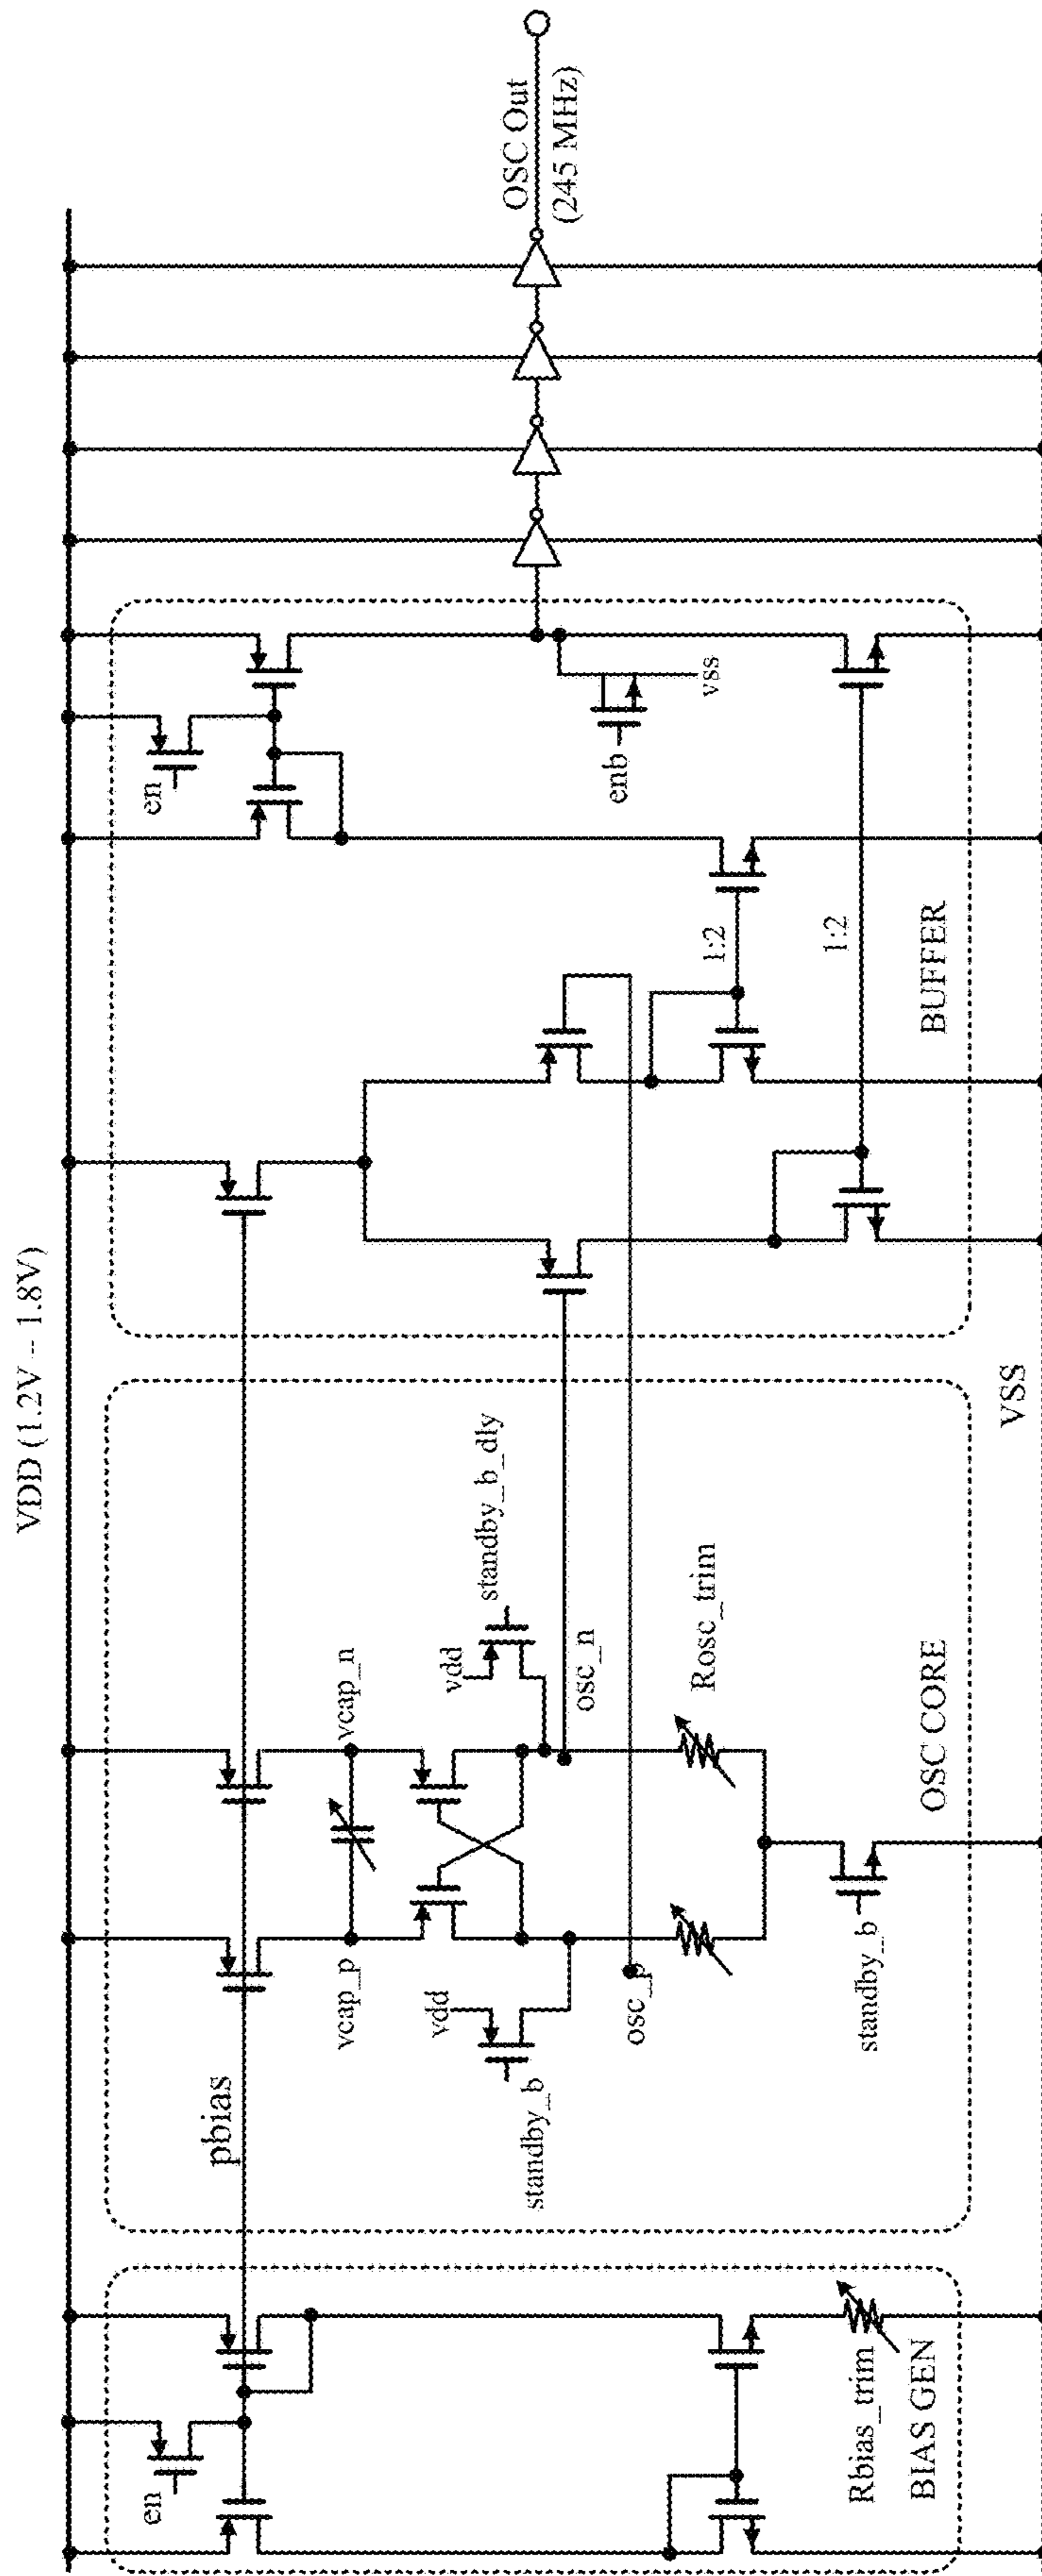 VDD (1.2V – 1.8V)
en
Rbias_trim
BIAS GEN
pbias
vcap_p
vcap_n
vdd
standby_b
vdd
standby_b_dly
osc_n
osc_p
Rosc_trim
standby_b
OSC CORE
VSS
1:2
1:2
BUFFER
en
enb
vss
OSC Out
(245 MHz)